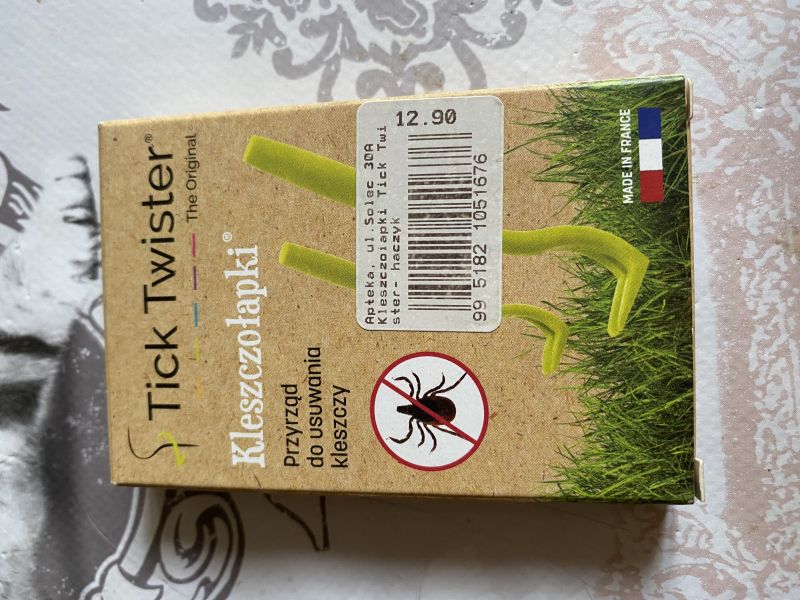 Tick Twister®
The Original
Kleszczołapki®
Przyrząd
do usuwania
kleszczy
12.90
Apteka, ul.Solec 30A
Kleszczołapki Tick Twi
ster- haczyk
99 5182 1051676
MADE IN FRANCE